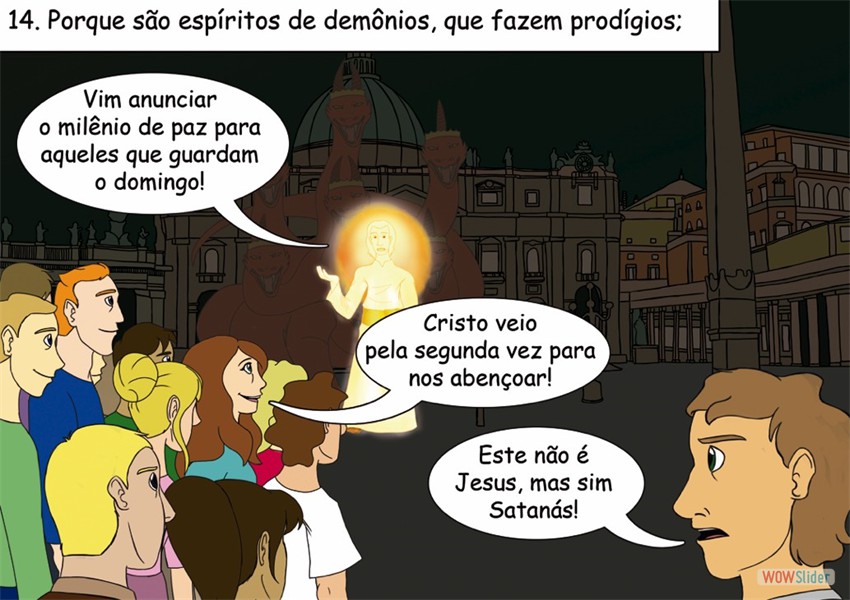 14. Porque são espíritos de demônios, que fazem prodígios;
Vim anunciar
o milênio de paz para
aqueles que guardam
o domingo!
Cristo veio
pela segunda vez para
nos abençoar!
Este não é
Jesus, mas sim
Satanás!
WOWSlider